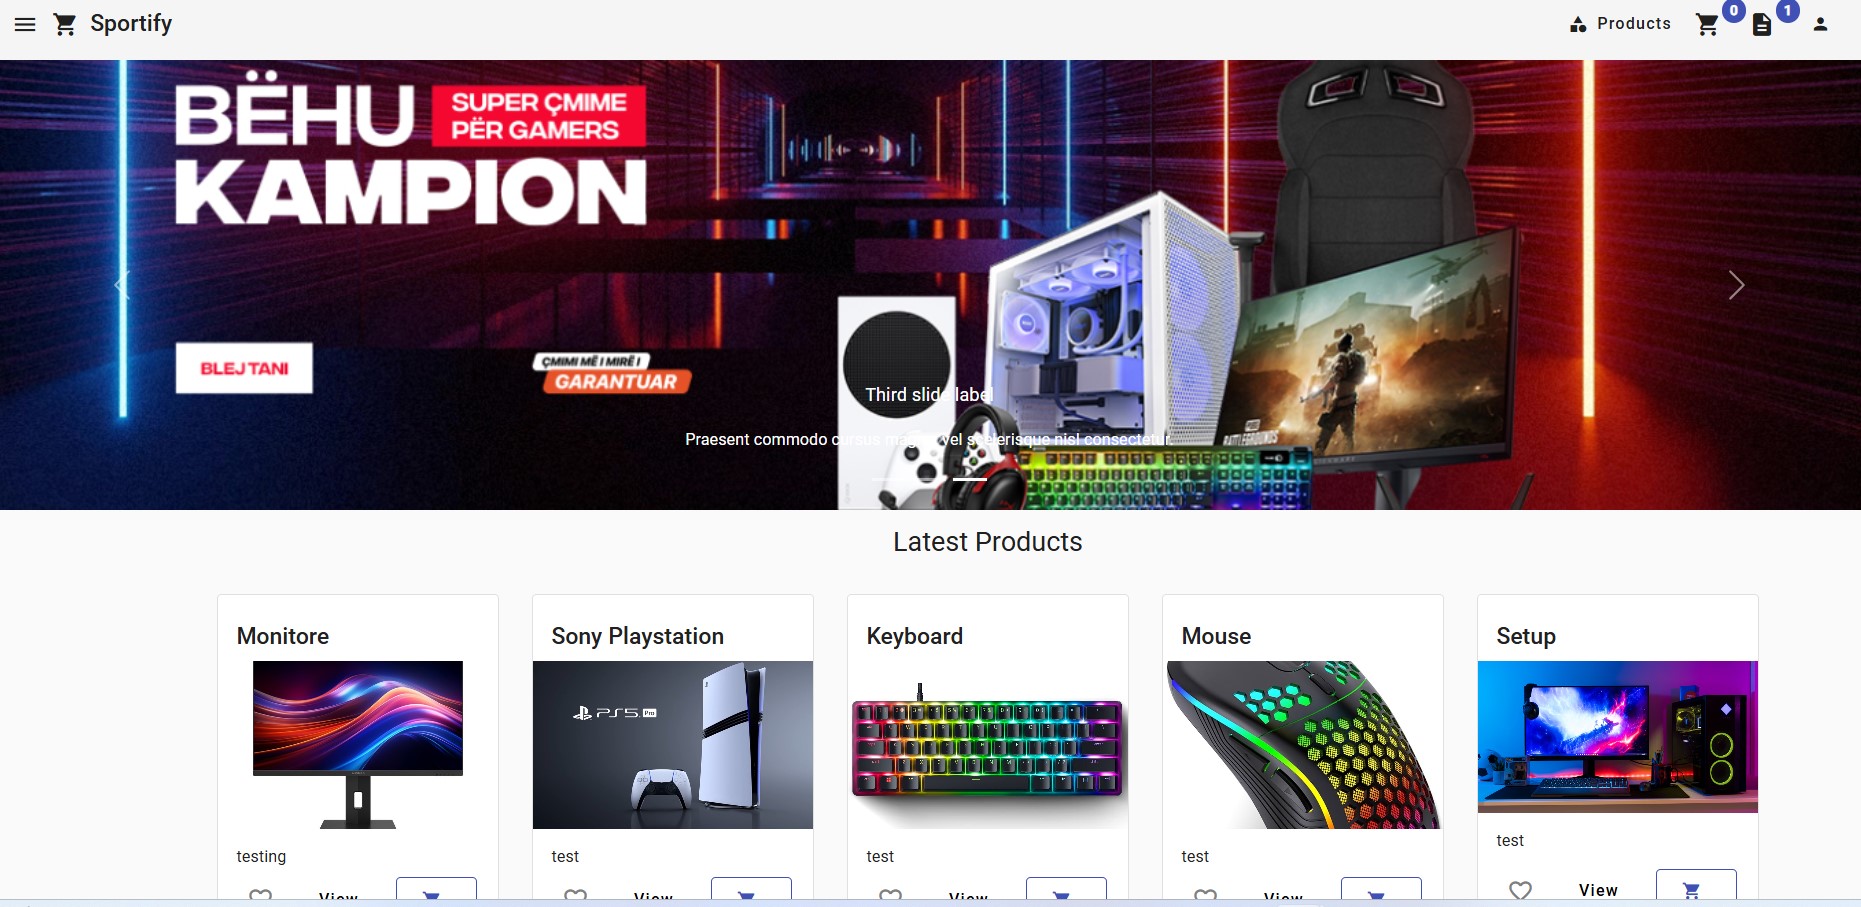 Sportify
Products
0
1
BËHU
SUPER ÇMIME
PËR GAMERS
KAMPION
BLEJ TANI
ÇMIMI MË I MIRË I
GARANTUAR
Third slide label
Praesent commodo cursus magna, vel scelerisque nisl consectetur
Latest Products
Monitore
Sony Playstation
Keyboard
Mouse
Setup
PS5 Pro
testing
test
test
test
test
View
View
View
View
View